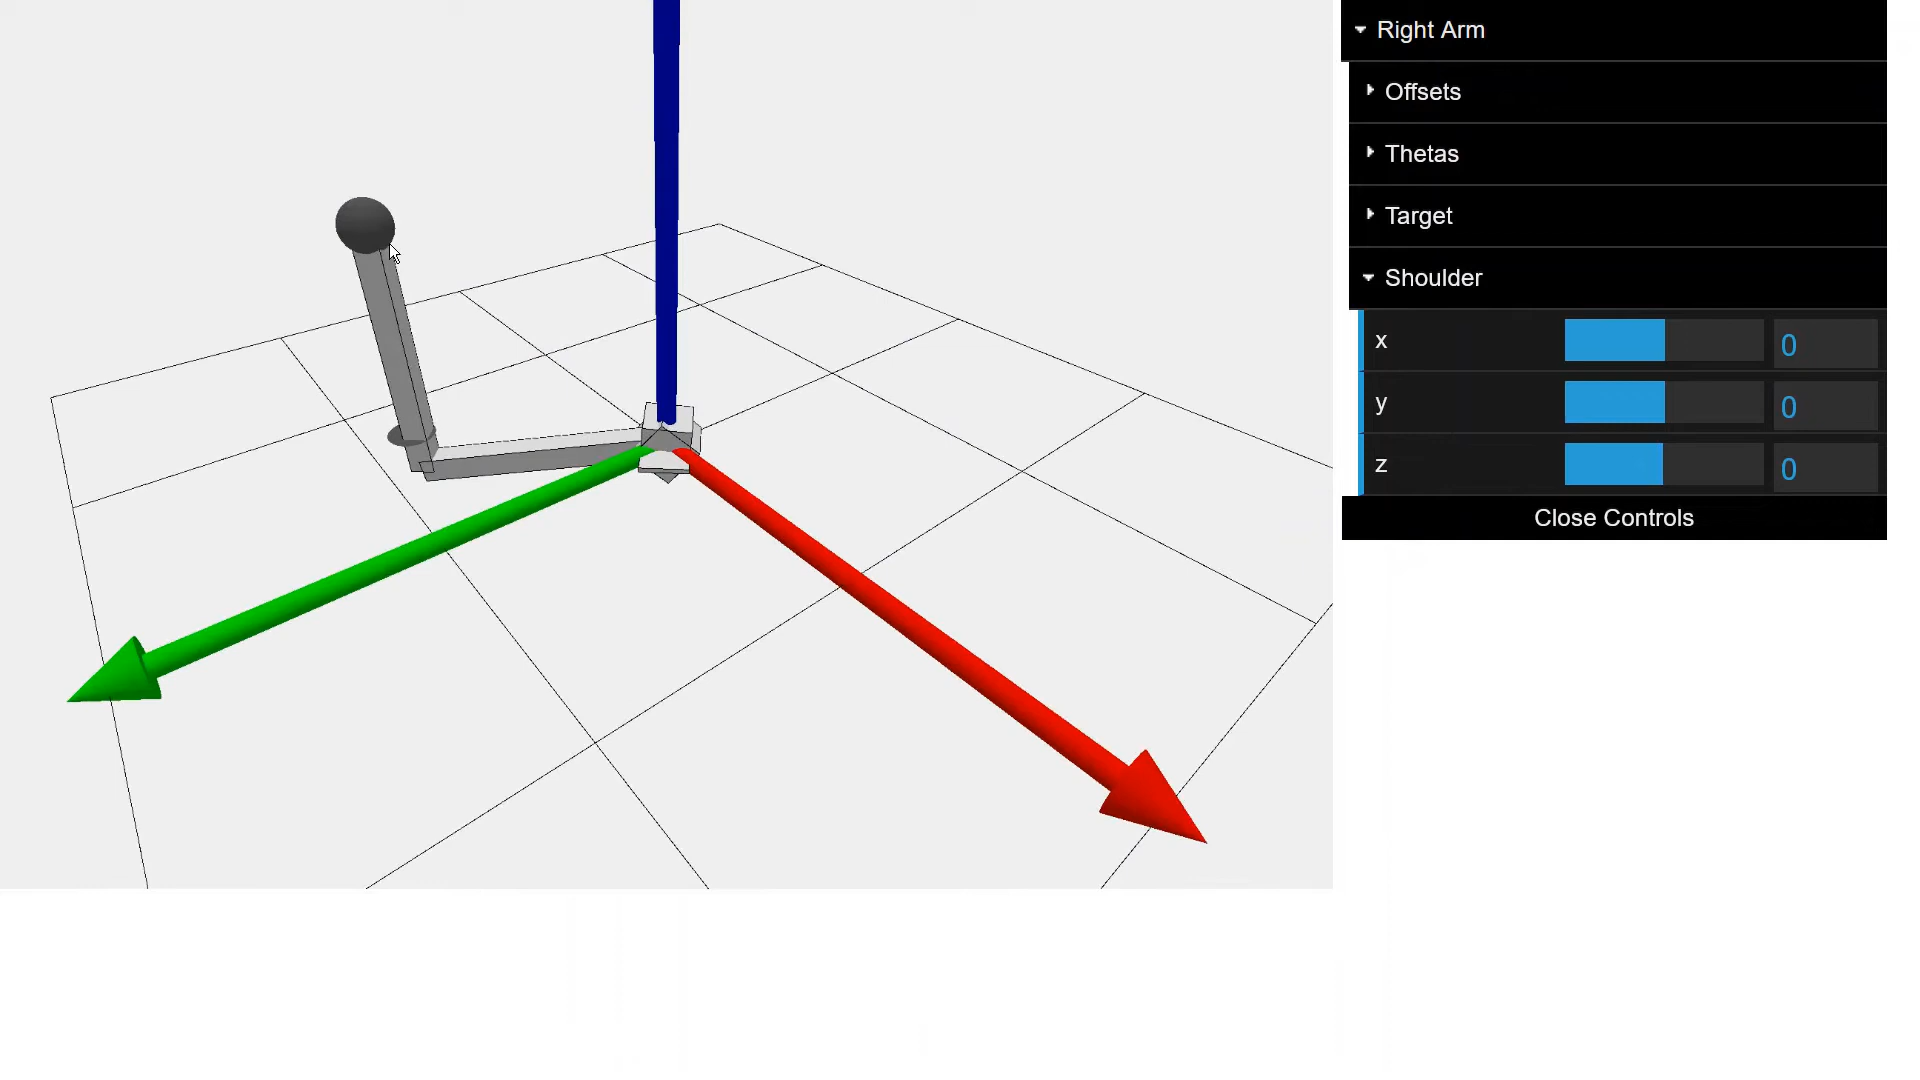 Right Arm
Offsets
Thetas
Target
Shoulder
x 0
y 0
z 0
Close Controls